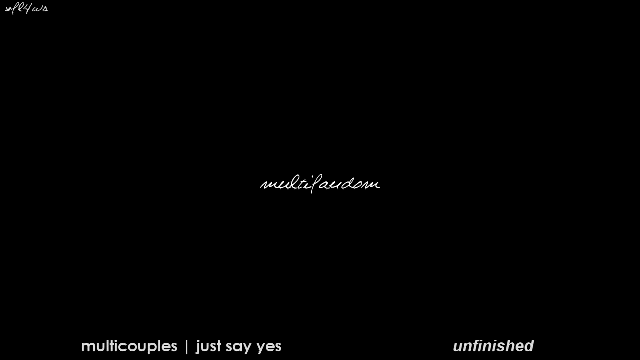 multifandom
multicouples | just say yes
unfinished